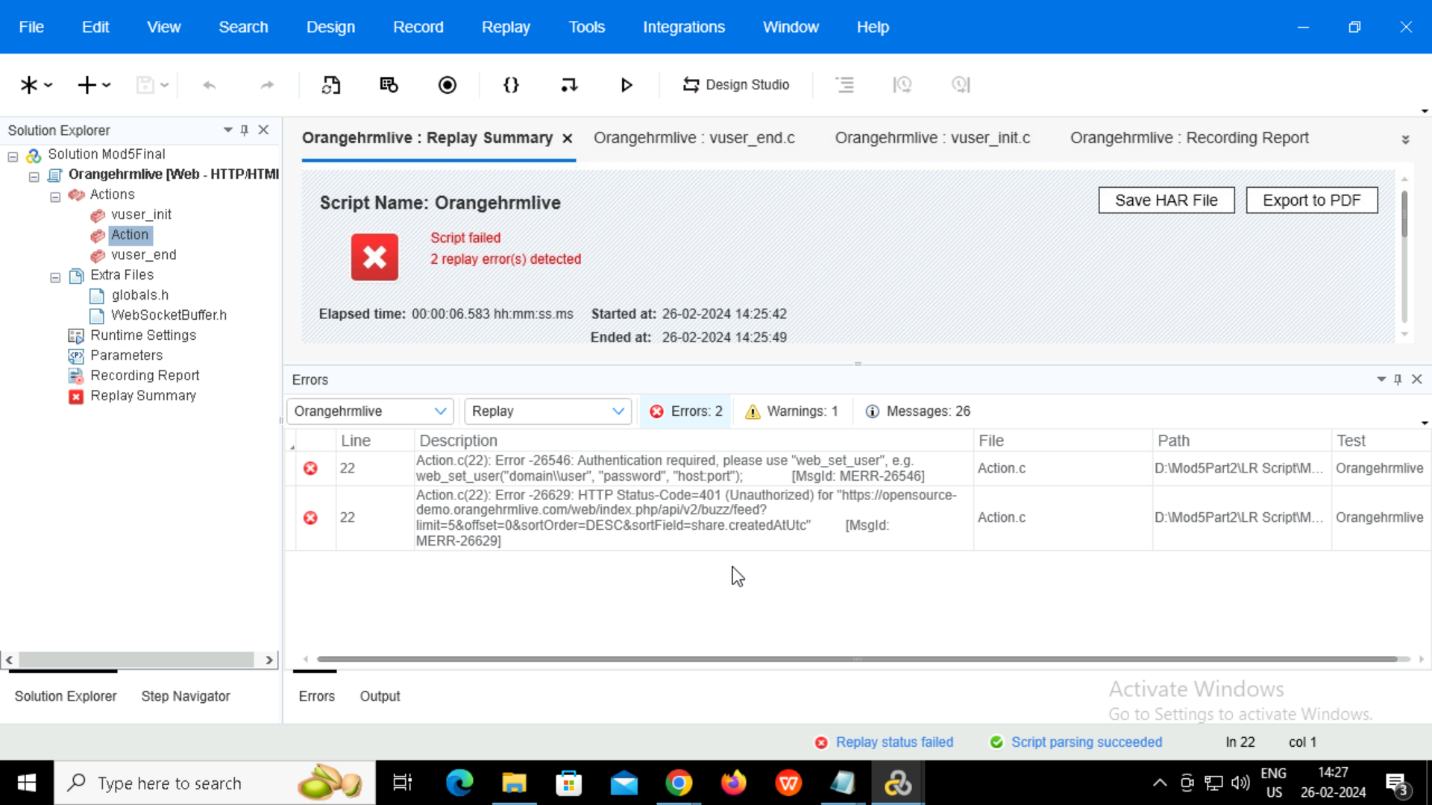 File Edit View Search Design Record Replay Tools Integrations Window Help
{} Design Studio
Solution Explorer
Solution Mod5Final
Orangehrmlive [Web - HTTP/HTMl
Actions
vuser_init
Action
vuser_end
Extra Files
globals.h
WebSocketBuffer.h
Runtime Settings
Parameters
Recording Report
Replay Summary
Solution Explorer Step Navigator
Orangehrmlive : Replay Summary Orangehrmlive : vuser_end.c Orangehrmlive : vuser_init.c Orangehrmlive : Recording Report
Script Name: Orangehrmlive Save HAR File Export to PDF
Script failed
2 replay error(s) detected
Elapsed time: 00:00:06.583 hh:mm:ss.ms Started at: 26-02-2024 14:25:42
Ended at: 26-02-2024 14:25:49
Errors
Orangehrmlive Replay Errors: 2 Warnings: 1 Messages: 26
Line Description File Path Test
22 Action.c(22): Error -26546: Authentication required, please use "web_set_user", e.g. Action.c D:\Mod5Part2\LR Script\M... Orangehrmlive
web_set_user("domain\\user", "password", "host:port"); [MsgId: MERR-26546]
22 Action.c(22): Error -26629: HTTP Status-Code=401 (Unauthorized) for "https://opensource- Action.c D:\Mod5Part2\LR Script\M... Orangehrmlive
demo.orangehrmlive.com/web/index.php/api/v2/buzz/feed?
limit=5&offset=0&sortOrder=DESC&sortField=share.createdAtUtc" [MsgId:
MERR-26629]
Errors Output
Activate Windows
Go to Settings to activate Windows.
Replay status failed Script parsing succeeded ln 22 col 1
Type here to search
W
ENG
US
14:27
26-02-2024
3